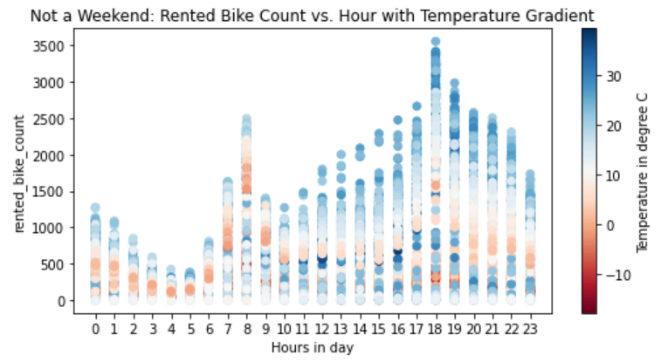 Not a Weekend: Rented Bike Count vs. Hour with Temperature Gradient
3500
3000
2500
2000
1500
1000
500
0
rented_bike_count
0 1 2 3 4 5 6 7 8 9 10 11 12 13 14 15 16 17 18 19 20 21 22 23
Hours in day
30
20
10
0
−10
Temperature in degree C